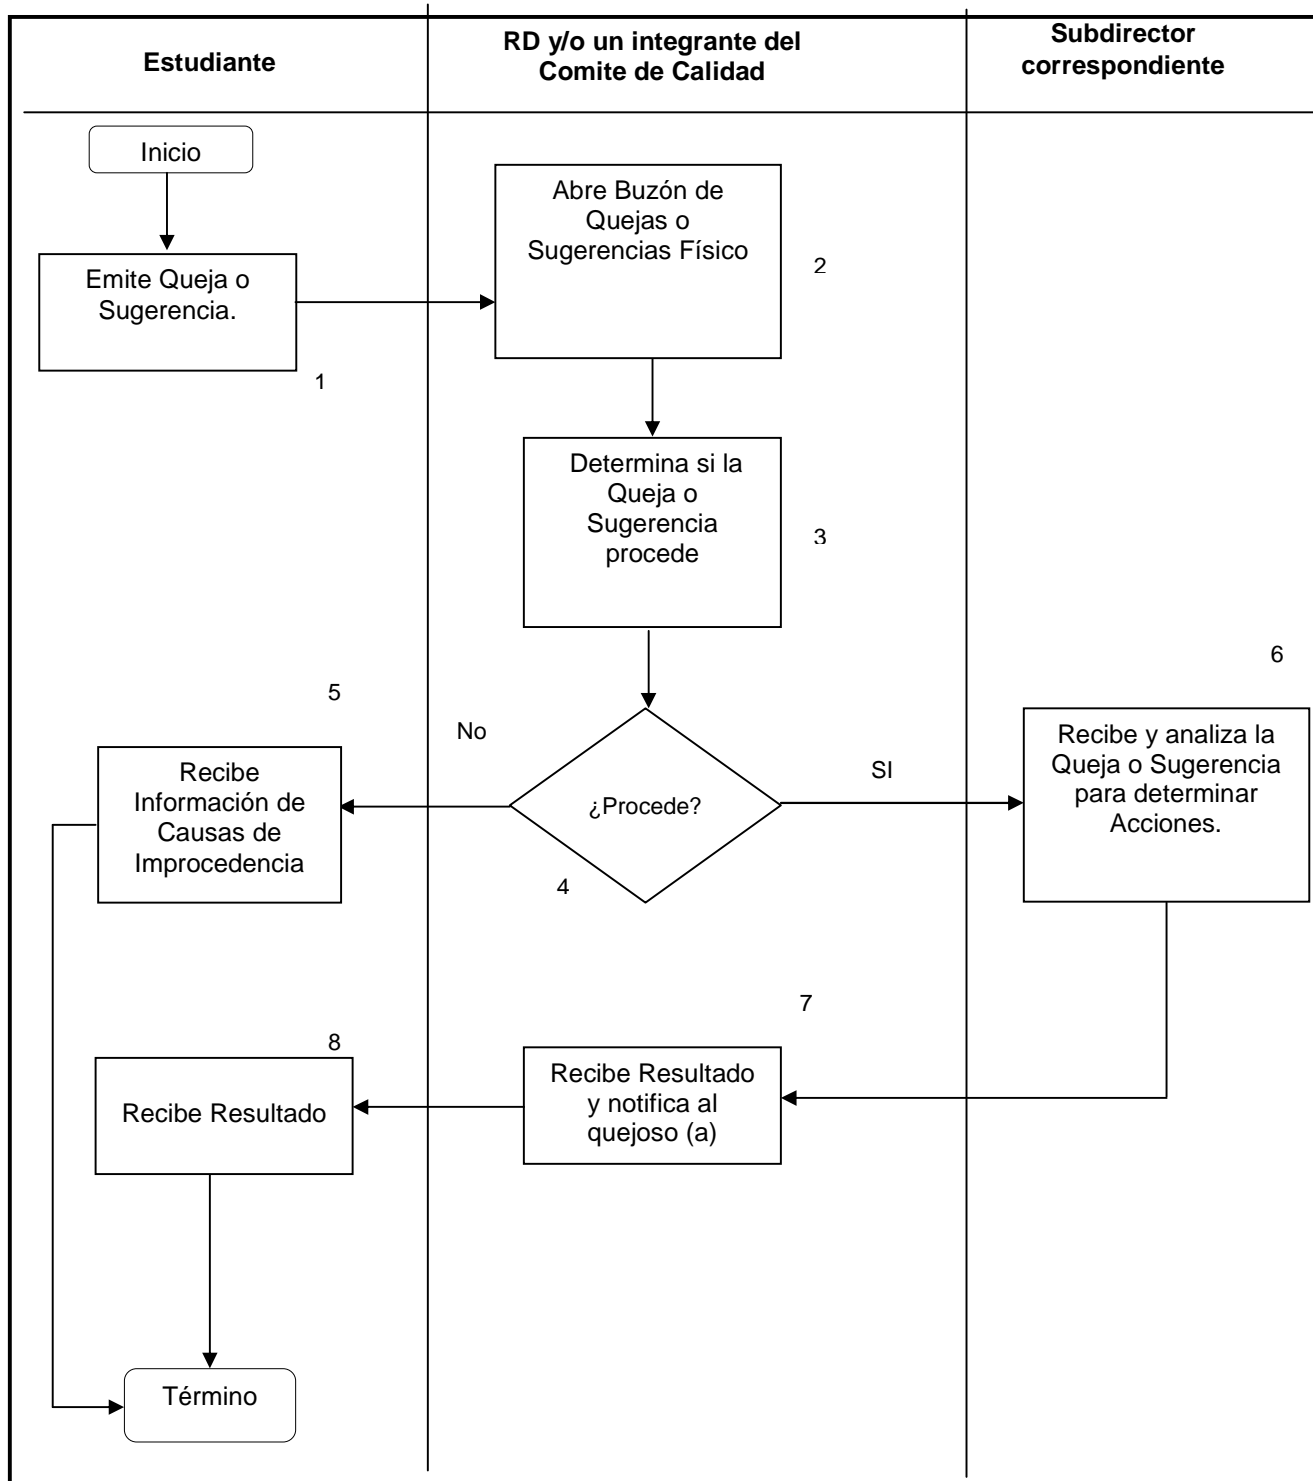 Estudiante
RD y/o un integrante del
Comite de Calidad
Subdirector
correspondiente
Inicio
Emite Queja o
Sugerencia.
1
Abre Buzón de
Quejas o
Sugerencias Físico
2
Determina si la
Queja o
Sugerencia
procede
3
¿Procede?
4
No
SI
5
Recibe
Información de
Causas de
Improcedencia
6
Recibe y analiza la
Queja o Sugerencia
para determinar
Acciones.
7
Recibe Resultado
y notifica al
quejoso (a)
8
Recibe Resultado
Término